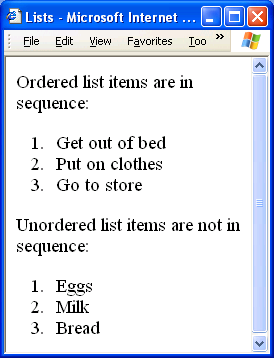 Lists - Microsoft Internet ...
File Edit View Favorites Too »
Ordered list items are in
sequence:
1. Get out of bed
2. Put on clothes
3. Go to store
Unordered list items are not in
sequence:
1. Eggs
2. Milk
3. Bread